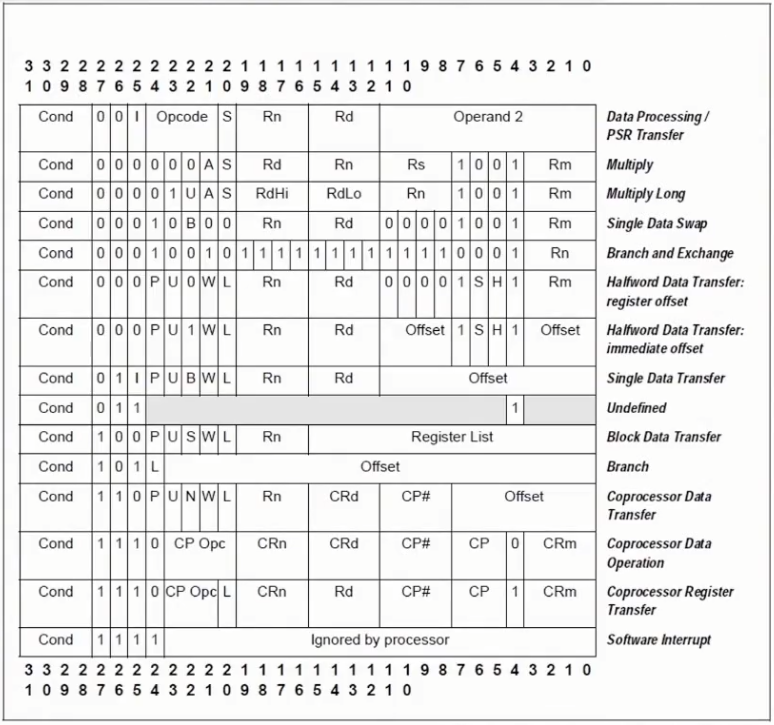 3 3 2 2 2 2 2 2 2 2 2 2 1 1 1 1 1 1 1 1 1 1 9 8 7 6 5 4 3 2 1 0
1 0 9 8 7 6 5 4 3 2 1 0 9 8 7 6 5 4 3 2 1 0
Cond 0 0 I Opcode S Rn Rd Operand 2 Data Processing /
PSR Transfer
Cond 0 0 0 0 0 0 A S Rd Rn Rs 1 0 0 1 Rm Multiply
Cond 0 0 0 0 1 U A S RdHi RdLo Rn 1 0 0 1 Rm Multiply Long
Cond 0 0 0 1 0 B 0 0 Rn Rd 0 0 0 0 1 0 0 1 Rm Single Data Swap
Cond 0 0 0 1 0 0 1 0 1 1 1 1 1 1 1 1 1 1 1 1 0 0 0 1 Rn Branch and Exchange
Cond 0 0 0 P U 0 W L Rn Rd 0 0 0 0 1 S H 1 Rm Halfword Data Transfer:
register offset
Cond 0 0 0 P U 1 W L Rn Rd Offset 1 S H 1 Offset Halfword Data Transfer:
immediate offset
Cond 0 1 I P U B W L Rn Rd Offset Single Data Transfer
Cond 0 1 1 1 Undefined
Cond 1 0 0 P U S W L Rn Register List Block Data Transfer
Cond 1 0 1 L Offset Branch
Cond 1 1 0 P U N W L Rn CRd CP# Offset Coprocessor Data
Transfer
Cond 1 1 1 0 CP Opc CRn CRd CP# CP 0 CRm Coprocessor Data
Operation
Cond 1 1 1 0 CP Opc L CRn Rd CP# CP 1 CRm Coprocessor Register
Transfer
Cond 1 1 1 1 Ignored by processor Software Interrupt
3 3 2 2 2 2 2 2 2 2 2 2 1 1 1 1 1 1 1 1 1 1 9 8 7 6 5 4 3 2 1 0
1 0 9 8 7 6 5 4 3 2 1 0 9 8 7 6 5 4 3 2 1 0